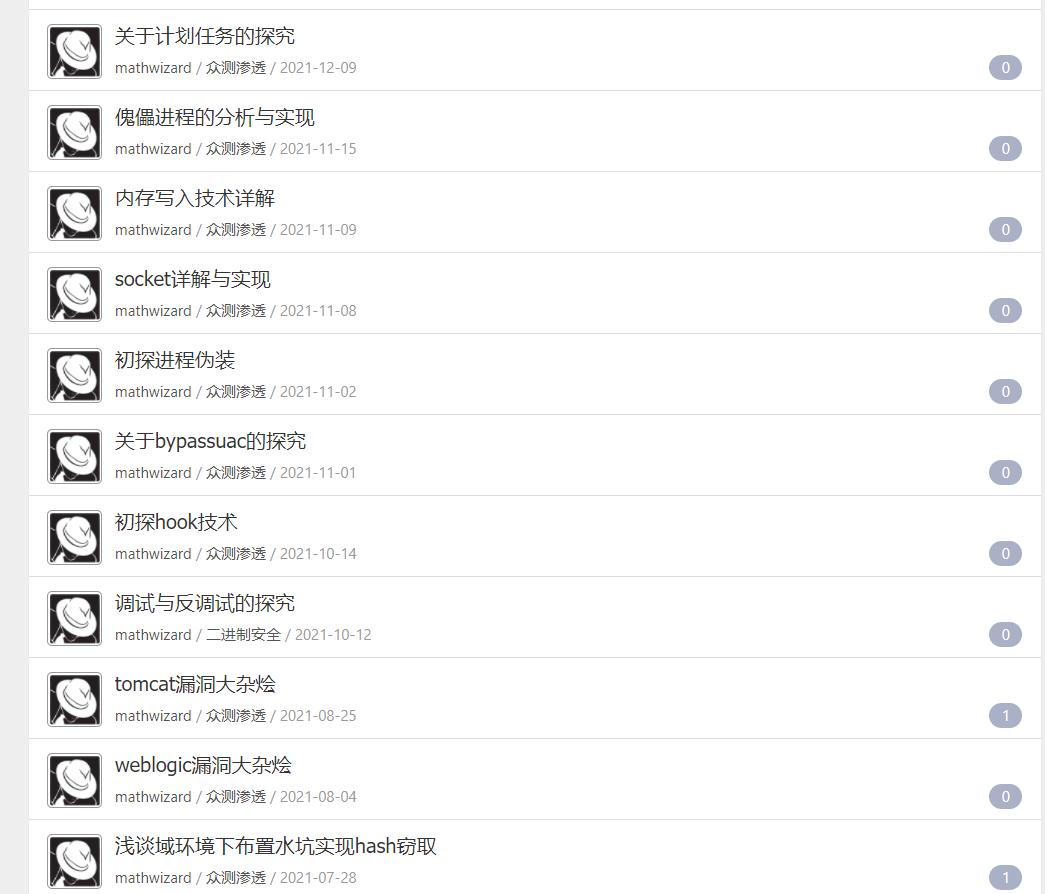 关于计划任务的探究
mathwizard / 众测渗透 / 2021-12-09
0
傀儡进程的分析与实现
mathwizard / 众测渗透 / 2021-11-15
0
内存写入技术详解
mathwizard / 众测渗透 / 2021-11-09
0
socket详解与实现
mathwizard / 众测渗透 / 2021-11-08
0
初探进程伪装
mathwizard / 众测渗透 / 2021-11-02
0
关于bypassuac的探究
mathwizard / 众测渗透 / 2021-11-01
0
初探hook技术
mathwizard / 众测渗透 / 2021-10-14
0
调试与反调试的探究
mathwizard / 二进制安全 / 2021-10-12
0
tomcat漏洞大杂烩
mathwizard / 众测渗透 / 2021-08-25
1
weblogic漏洞大杂烩
mathwizard / 众测渗透 / 2021-08-04
0
浅谈域环境下布置水坑实现hash窃取
mathwizard / 众测渗透 / 2021-07-28
1